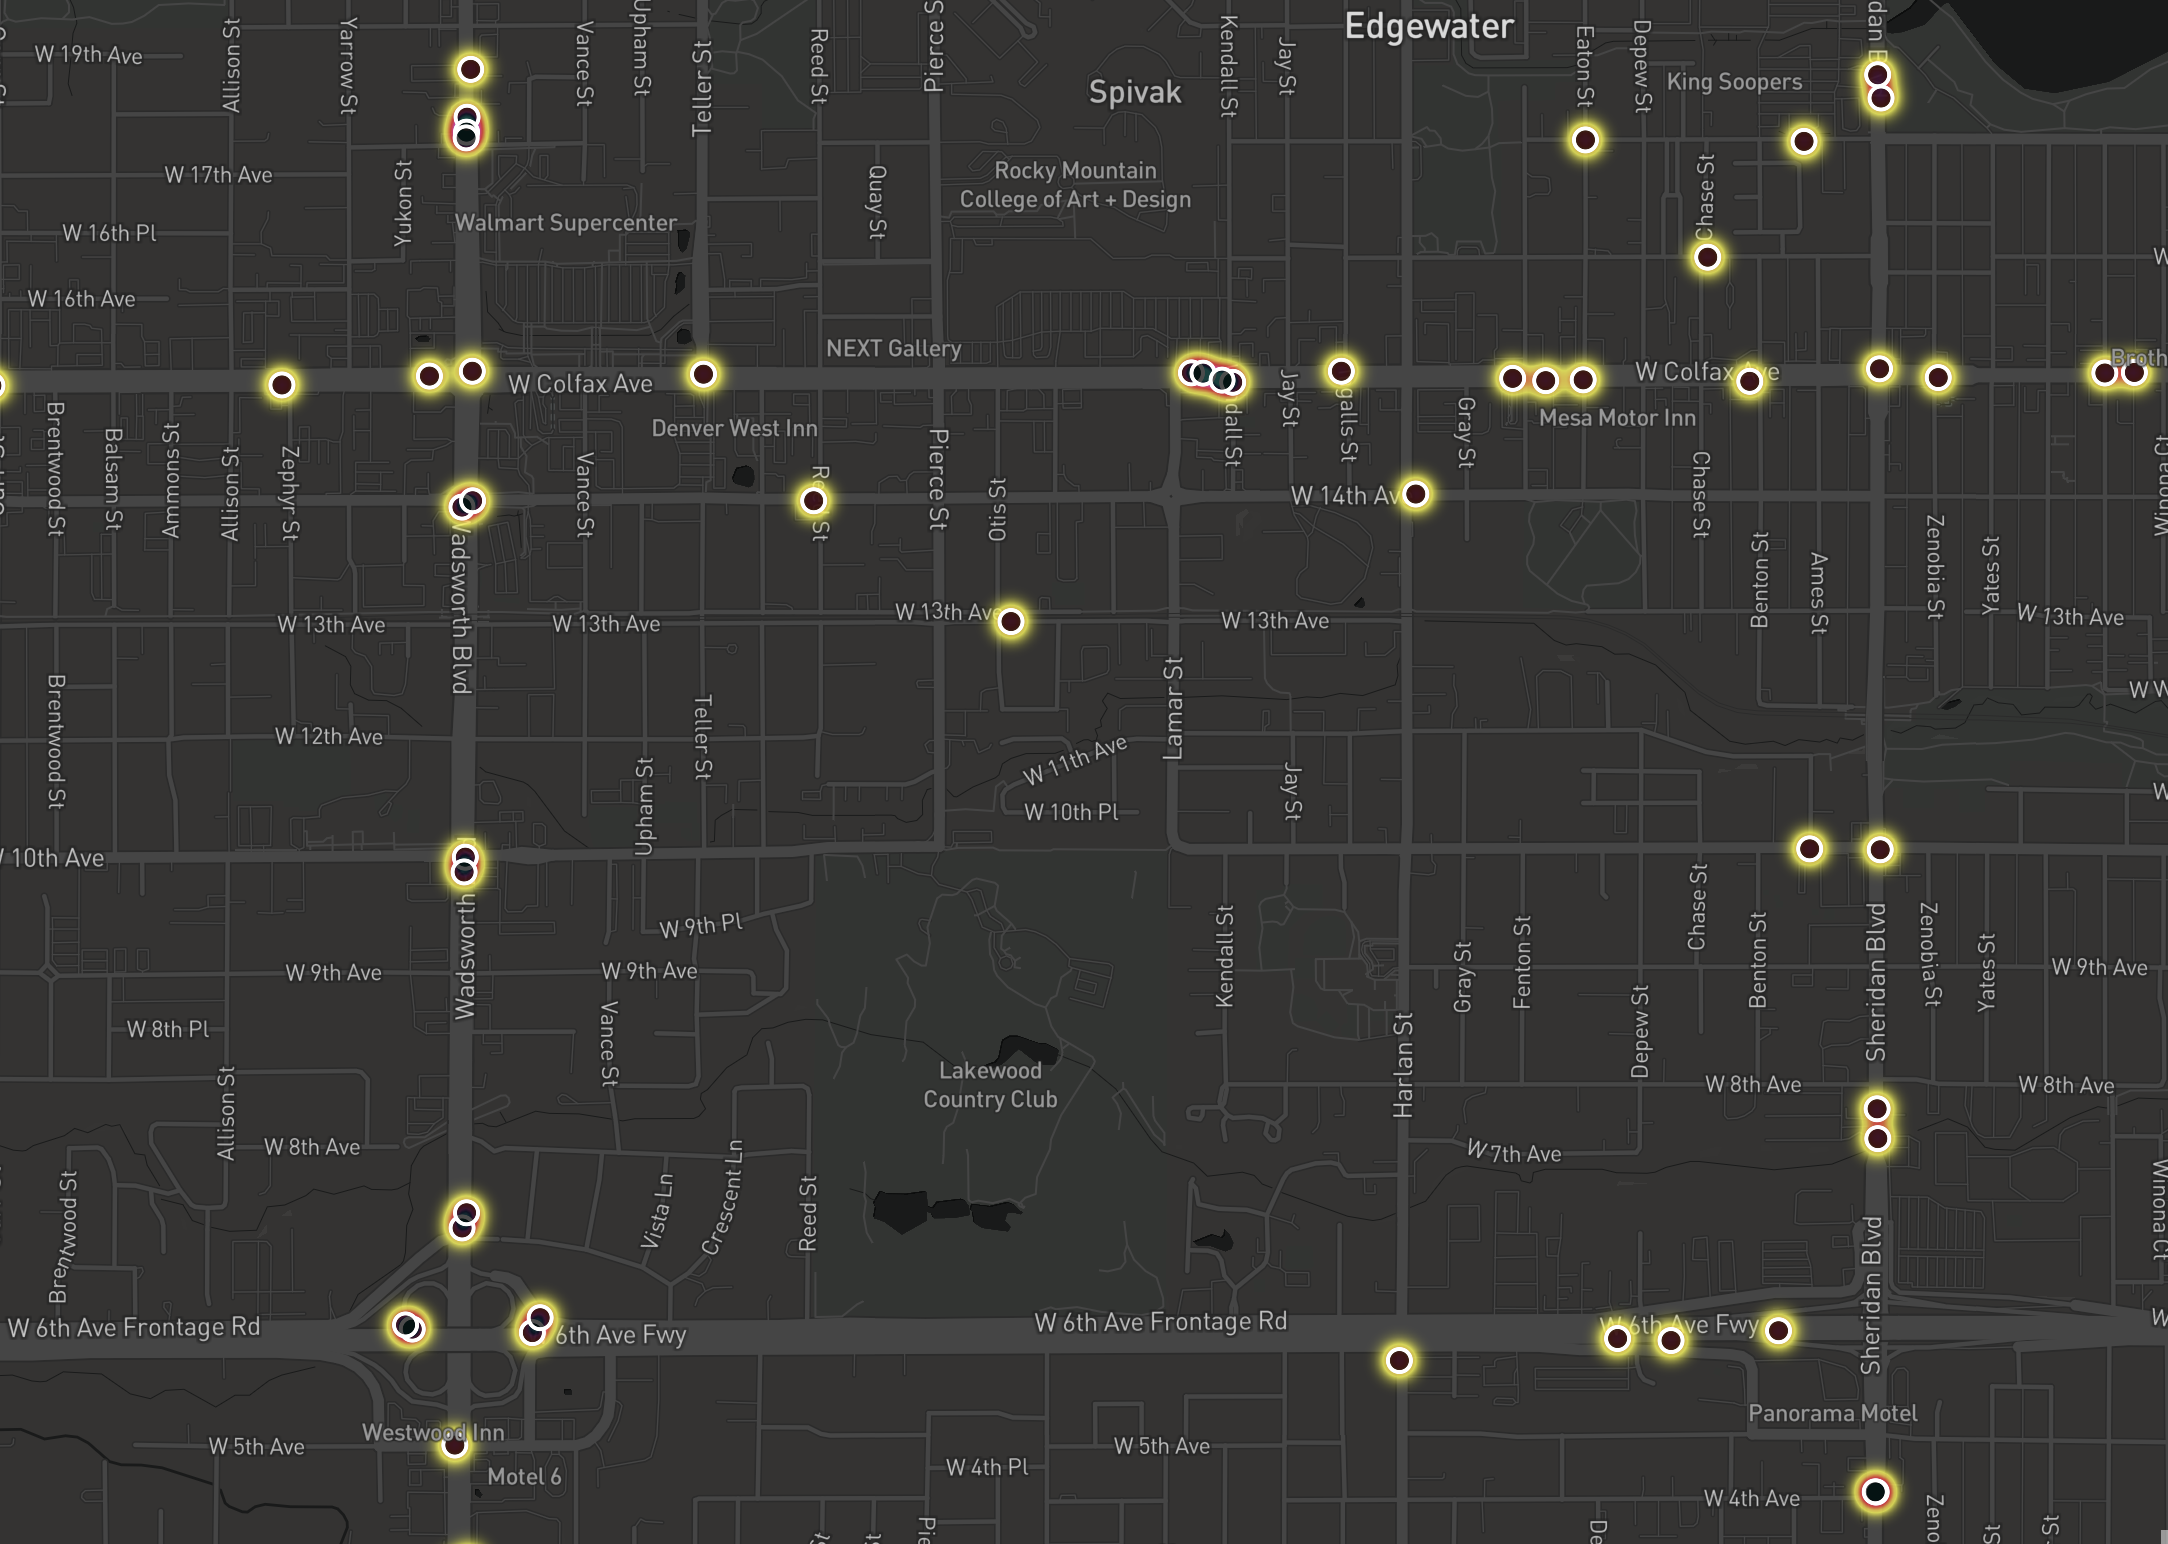 Edgewater
Spivak
King Soopers
Rocky Mountain
College of Art + Design
Walmart Supercenter
NEXT Gallery
Denver West Inn
Mesa Motor Inn
Lakewood
Country Club
Westwood Inn
Motel 6
Panorama Motel
W 19th Ave
Allison St
Yarrow St
Vance St
Upham St
Teller St
Reed St
Pierce S
Kendall St
Jay St
Eaton St
Depew St
W 17th Ave
Yukon St
Quay St
Chase St
W 16th Pl
W 16th Ave
W Colfax Ave
W Colfax Ave
Broth
Brentwood St
Balsam St
Ammons St
Allison St
Zephyr St
Vance St
Pierce St
Otis St
dall St
Jay St
galls St
Gray St
Chase St
Winona Ct
W 14th Av
Benton St
Ames St
Zenobia St
Yates St
W 13th Ave
W 13th Ave
W 13th Ave
W 13th Ave
W 13th Ave
Wadsworth Blvd
Brentwood St
W 12th Ave
Teller St
Upham St
W 11th Ave
W 10th Pl
Lamar St
Jay St
W 10th Ave
Wadsworth
W 9th Pl
W 9th Ave
W 9th Ave
W 9th Ave
Kendall St
Gray St
Fenton St
Chase St
Benton St
Sheridan Blvd
Zenobia St
Yates St
W 8th Pl
Vance St
Allison St
Harlan St
Depew St
W 8th Ave
W 8th Ave
W 8th Ave
W 7th Ave
Brentwood St
Vista Ln
Crescent Ln
Reed St
Sheridan Blvd
Winona Ct
W 6th Ave Frontage Rd
6th Ave Fwy
W 6th Ave Frontage Rd
W 6th Ave Fwy
W 5th Ave
W 5th Ave
W 4th Pl
W 4th Ave
Pie
De
Zeno
St
St